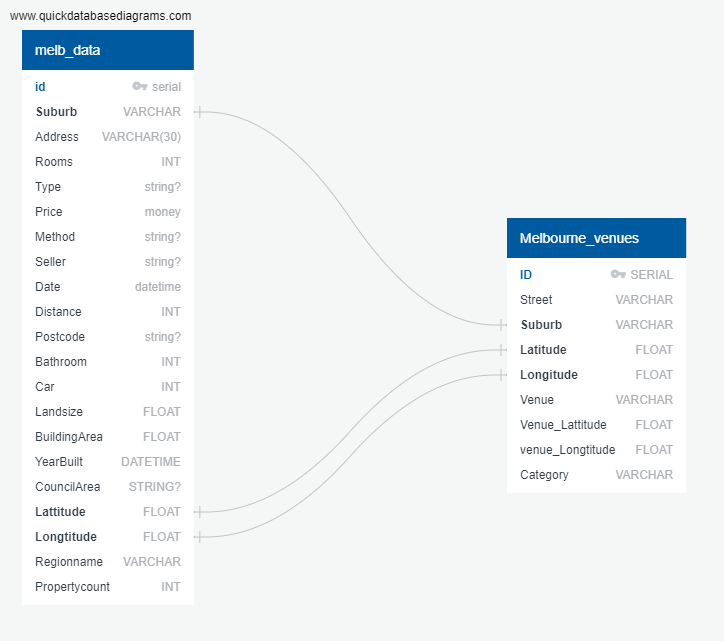 www.quickdatabasediagrams.com
melb_data
id serial
Suburb VARCHAR
Address VARCHAR(30)
Rooms INT
Type string?
Price money
Method string?
Seller string?
Date datetime
Distance INT
Postcode string?
Bathroom INT
Car INT
Landsize FLOAT
BuildingArea FLOAT
YearBuilt DATETIME
CouncilArea STRING?
Lattitude FLOAT
Longtitude FLOAT
Regionname VARCHAR
Propertycount INT
Melbourne_venues
ID SERIAL
Street VARCHAR
Suburb VARCHAR
Latitude FLOAT
Longitude FLOAT
Venue VARCHAR
Venue_Lattitude FLOAT
venue_Longtitude FLOAT
Category VARCHAR